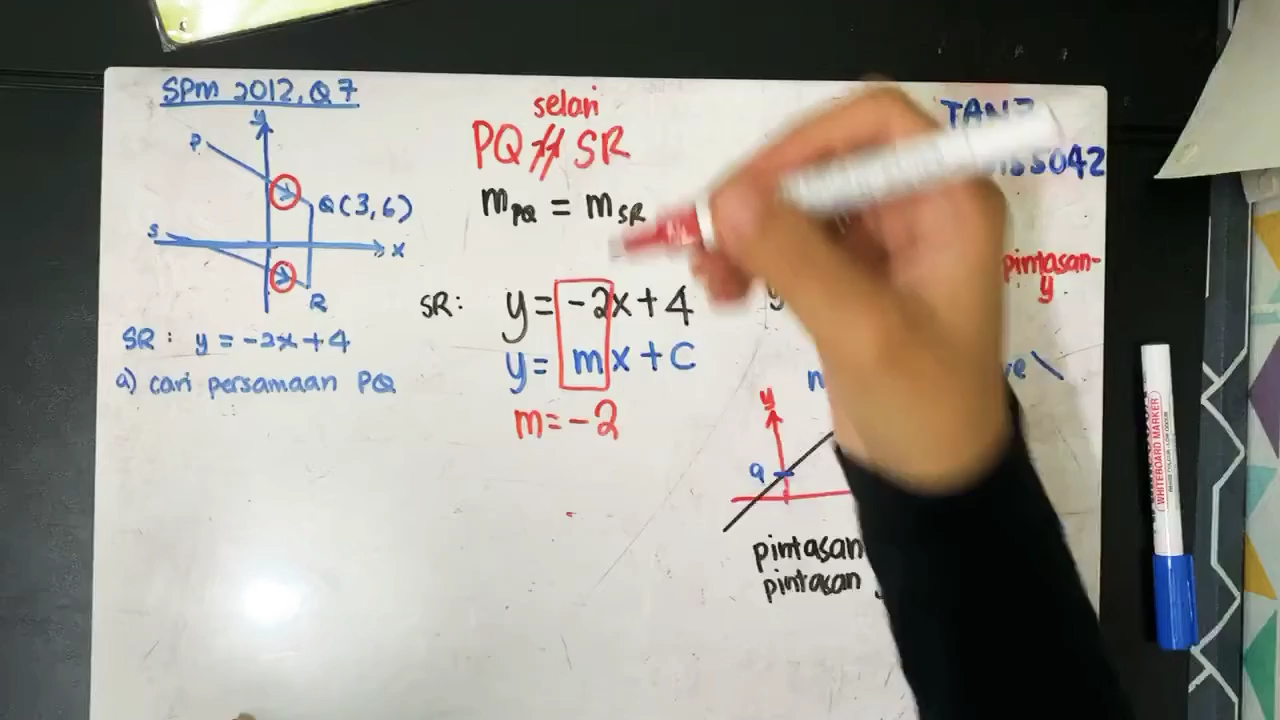 SPM 2012, Q7
y
P
Q(3,6)
S
x
R
SR: y = -2x+4
a) cari persamaan PQ
selari
PQ // SR
mPQ = mSR
SR: y = -2x+4
y = mx+c
m = -2
pintasan-
y
y
a
pintasan
pintasan
WHITEBOARD MARKER